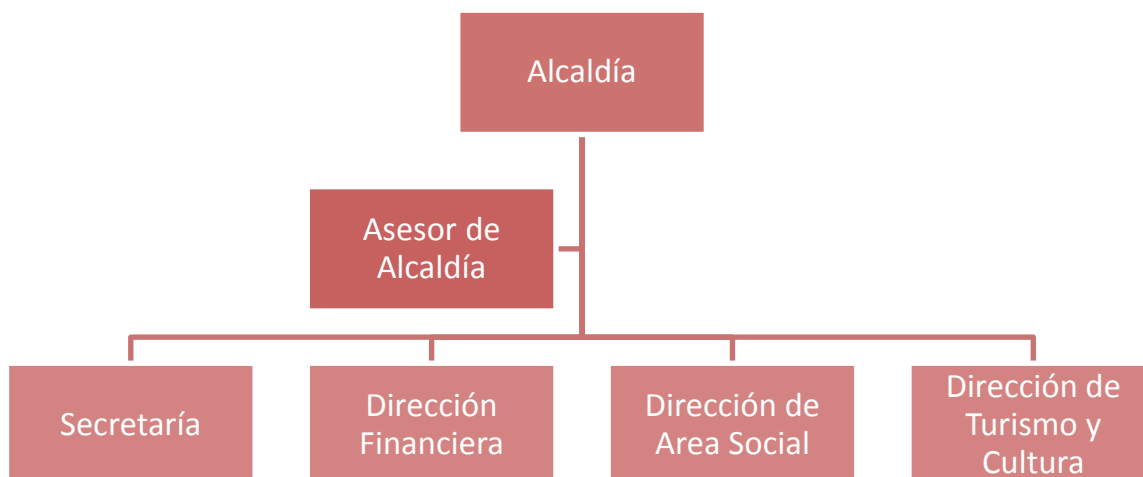 Alcaldía
Asesor de
Alcaldía
Secretaría
Dirección
Financiera
Dirección de
Area Social
Dirección de
Turismo y
Cultura